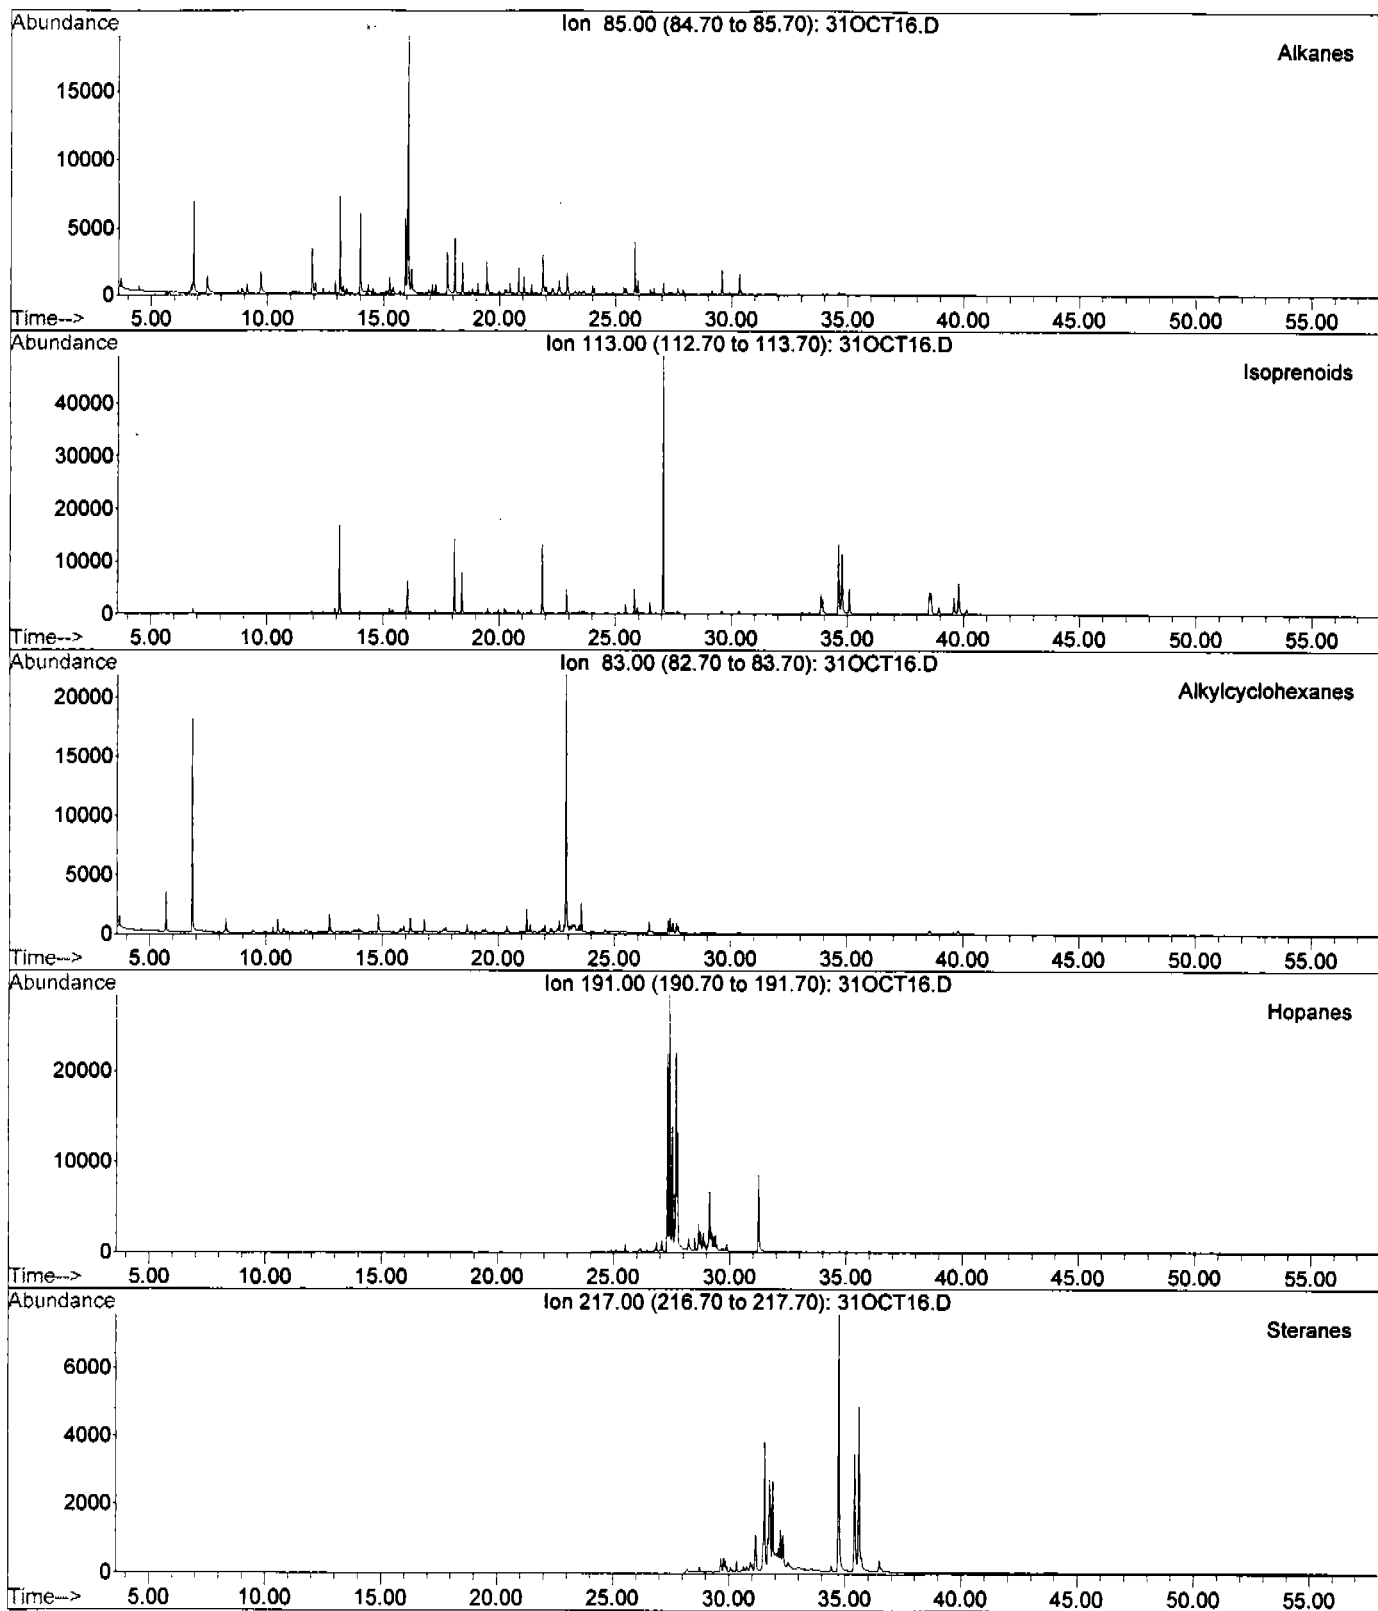 Abundance
Ion 85.00 (84.70 to 85.70): 31OCT16.D
Alkanes
15000
10000
5000
0
Time-->
5.00 10.00 15.00 20.00 25.00 30.00 35.00 40.00 45.00 50.00 55.00
Abundance
Ion 113.00 (112.70 to 113.70): 31OCT16.D
Isoprenoids
40000
30000
20000
10000
0
Time-->
5.00 10.00 15.00 20.00 25.00 30.00 35.00 40.00 45.00 50.00 55.00
Abundance
Ion 83.00 (82.70 to 83.70): 31OCT16.D
Alkylcyclohexanes
20000
15000
10000
5000
0
Time-->
5.00 10.00 15.00 20.00 25.00 30.00 35.00 40.00 45.00 50.00 55.00
Abundance
Ion 191.00 (190.70 to 191.70): 31OCT16.D
Hopanes
20000
10000
0
Time-->
5.00 10.00 15.00 20.00 25.00 30.00 35.00 40.00 45.00 50.00 55.00
Abundance
Ion 217.00 (216.70 to 217.70): 31OCT16.D
Steranes
6000
4000
2000
0
Time-->
5.00 10.00 15.00 20.00 25.00 30.00 35.00 40.00 45.00 50.00 55.00